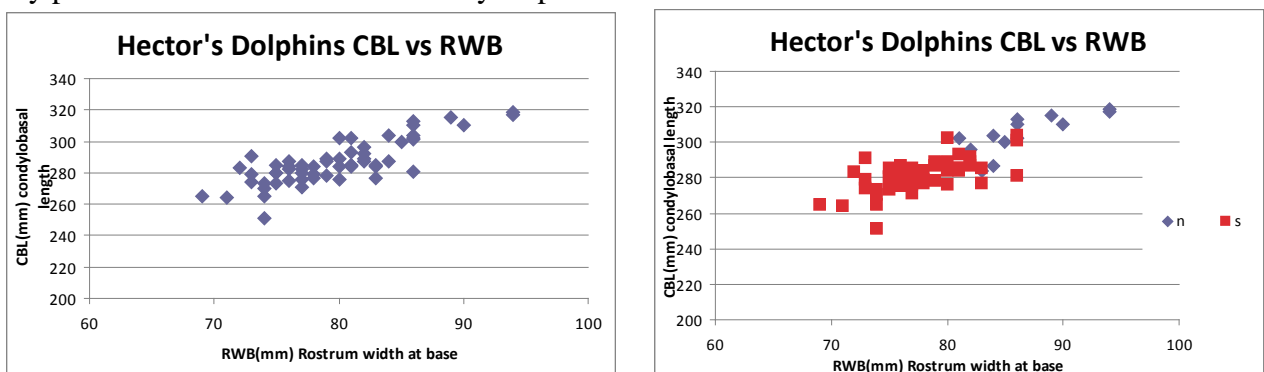 Hector's Dolphins CBL vs RWB
CBL(mm) condylobasal
length
340
320
300
280
260
240
220
200
60
70
80
90
100
RWB(mm) Rostrum width at base
Hector's Dolphins CBL vs RWB
CBL(mm) condylobasal length
340
320
300
280
260
240
220
200
60
70
80
90
100
RWB(mm) Rostrum width at base
n
s